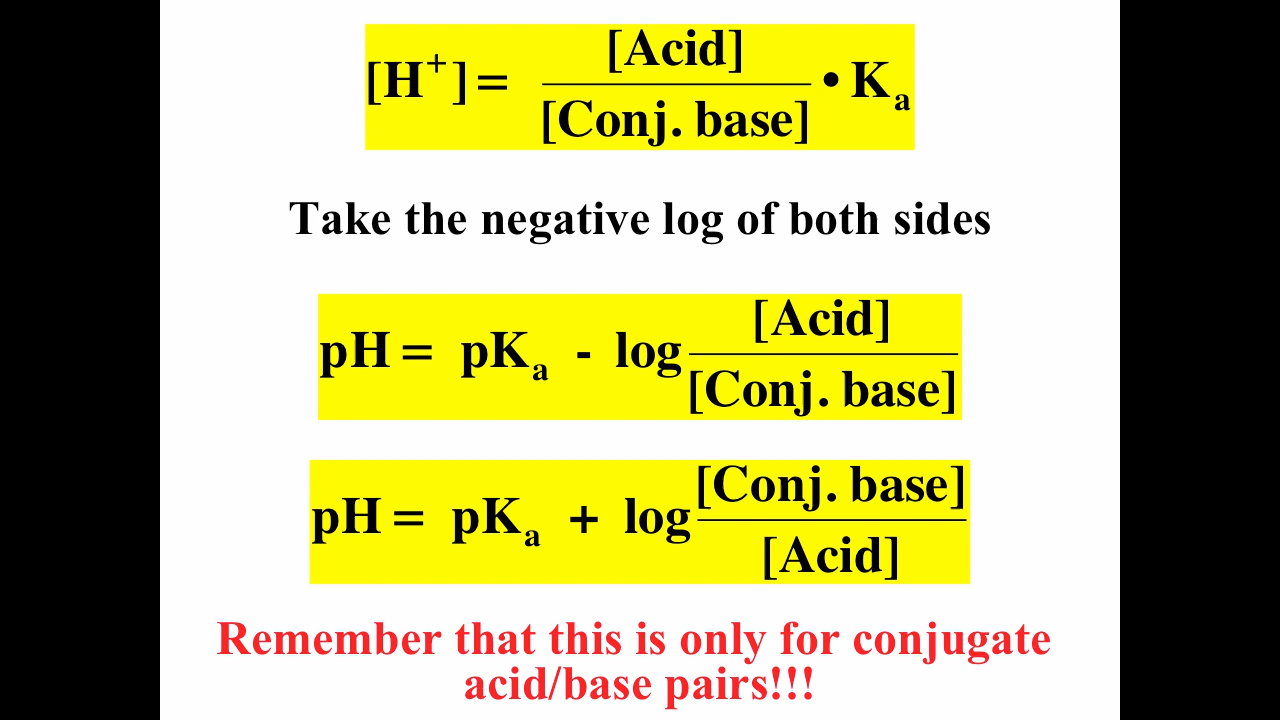 [H⁺] = [Acid] / [Conj. base] • Kₐ
Take the negative log of both sides
pH = pKₐ - log [Acid] / [Conj. base]
pH = pKₐ + log [Conj. base] / [Acid]
Remember that this is only for conjugate
acid/base pairs!!!